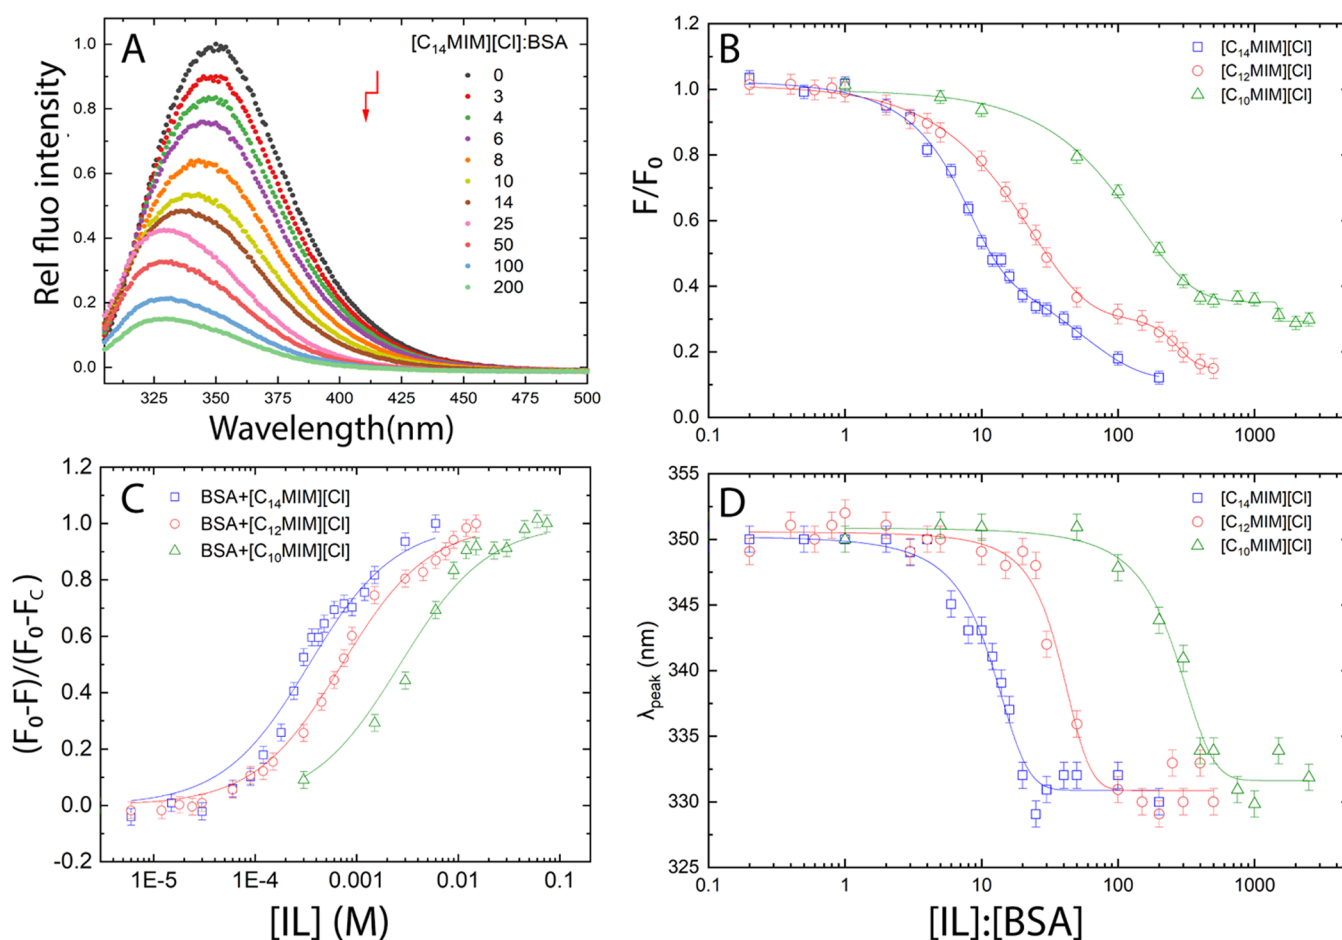 A
[C₁₄MIM][Cl]:BSA
0
3
4
6
8
10
14
25
50
100
200
Rel fluo intensity
1.0
0.8
0.6
0.4
0.2
0.0
325
350
375
400
425
450
475
500
Wavelength(nm)
B
[C₁₄MIM][Cl]
[C₁₂MIM][Cl]
[C₁₀MIM][Cl]
F/F₀
1.2
1.0
0.8
0.6
0.4
0.2
0.0
0.1
1
10
100
1000
C
BSA+[C₁₄MIM][Cl]
BSA+[C₁₂MIM][Cl]
BSA+[C₁₀MIM][Cl]
(F₀-F)/(F₀-F_C)
1.2
1.0
0.8
0.6
0.4
0.2
0.0
-0.2
1E-5
1E-4
0.001
0.01
0.1
[IL] (M)
D
[C₁₄MIM][Cl]
[C₁₂MIM][Cl]
[C₁₀MIM][Cl]
λpeak (nm)
355
350
345
340
335
330
325
0.1
1
10
100
1000
[IL]:[BSA]